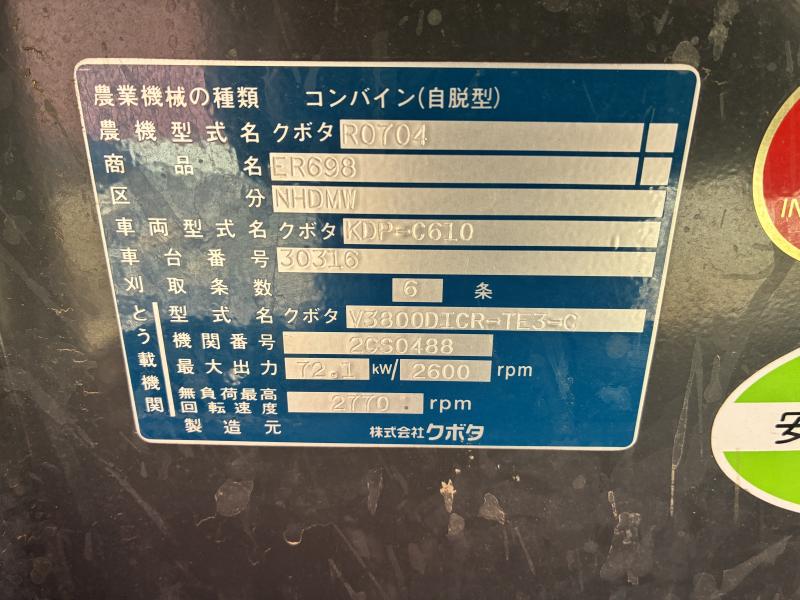 農業機械の種類 コンバイン(自脱型)
農機型式名 クボタ R0704
商品名 ER698
区分 NHDMW
車両型式名 クボタ KDP-C610
車台番号 30316
刈取条数 6 条
とう載機関
型式名 クボタ V3800DICR-TE3-C
機関番号 2CS0488
最大出力 72.1 kW/ 2600 rpm
無負荷最高回転速度 2770. rpm
製造元 株式会社クボタ
IN
安